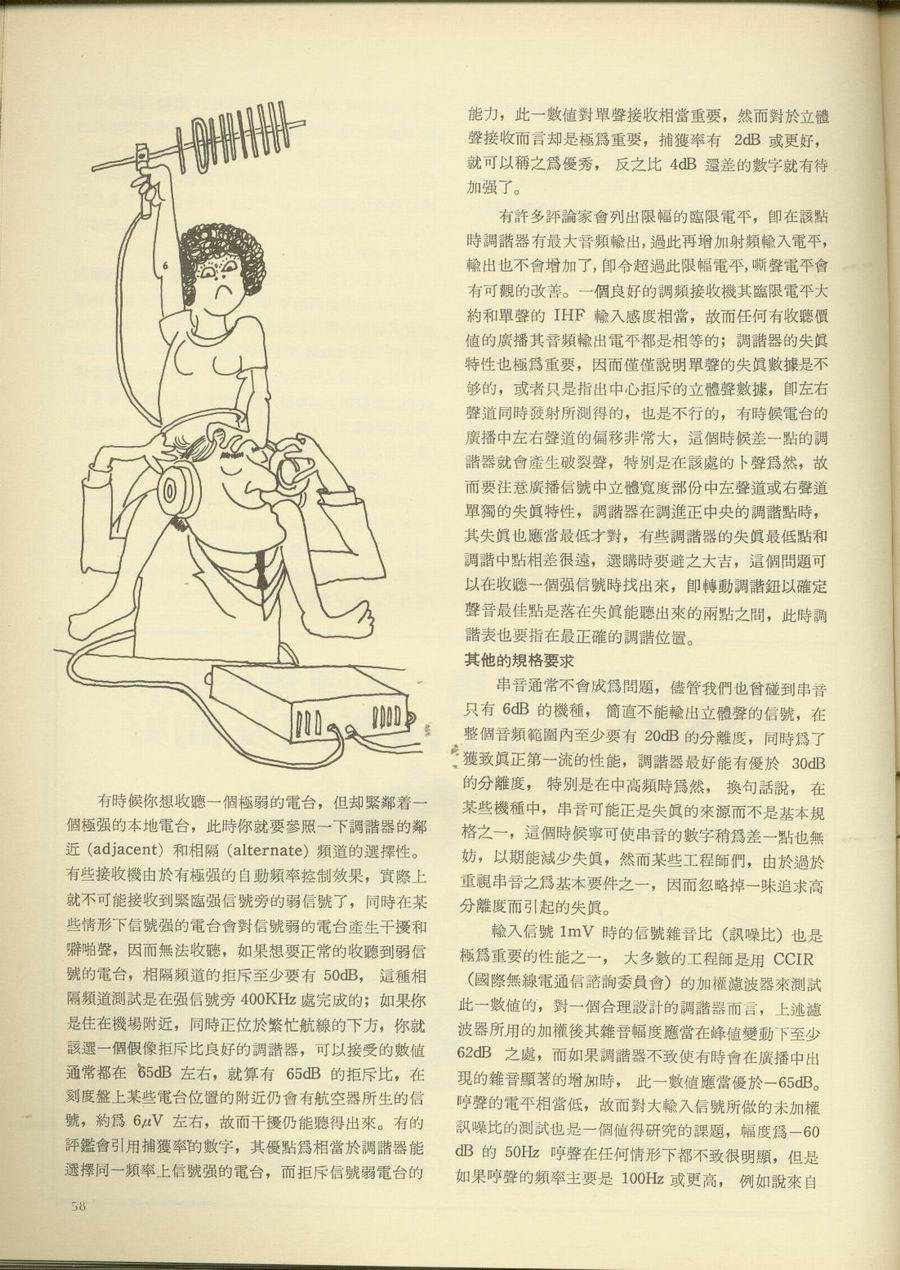 有時候你想收聽一個極弱的電台，但却緊鄰着一
個極强的本地電台，此時你就要參照一下調諧器的鄰
近 (adjacent) 和相隔 (alternate) 頻道的選擇性。
有些接收機由於有極强的自動頻率控制效果，實際上
就不可能接收到緊臨强信號旁的弱信號了，同時在某
些情形下信號强的電台會對信號弱的電台產生干擾和
噼啪聲，因而無法收聽，如果想要正常的收聽到弱信
號的電台，相隔頻道的拒斥至少要有 50dB， 這種相
隔頻道測試是在强信號旁 400KHz 處完成的；如果你
是住在機場附近，同時正位於繁忙航線的下方，你就
該選一個假像拒斥比良好的調諧器，可以接受的數値
通常都在 65dB 左右，就算有 65dB 的拒斥比，在
刻度盤上某些電台位置的附近仍會有航空器所生的信
號，約爲 6μV 左右，故而干擾仍能聽得出來。有的
評鑑會引用捕獲率的數字，其優點爲相當於調諧器能
選擇同一頻率上信號强的電台，而拒斥信號弱電台的
58
能力，此一數値對單聲接收相當重要，然而對於立體
聲接收而言却是極爲重要，捕獲率有 2dB 或更好，
就可以稱之爲優秀， 反之比 4dB 還差的數字就有待
加强了。
有許多評論家會列出限幅的臨限電平，卽在該點
時調諧器有最大音頻輸出，過此再增加射頻輸入電平，
輸出也不會增加了，卽令超過此限幅電平，嘶聲電平會
有可觀的改善。一個良好的調頻接收機其臨限電平大
約和單聲的 IHF 輸入感度相當，故而任何有收聽價
値的廣播其音頻輸出電平都是相等的；調諧器的失眞
特性也極爲重要，因而僅僅說明單聲的失眞數據是不
够的，或者只是指出中心拒斥的立體聲數據，卽左右
聲道同時發射所測得的，也是不行的，有時候電台的
廣播中左右聲道的偏移非常大，這個時候差一點的調
諧器就會產生破裂聲，特別是在該處的卜聲爲然，故
而要注意廣播信號中立體寬度部份中左聲道或右聲道
單獨的失眞特性，調諧器在調進正中央的調諧點時，
其失眞也應當最低才對，有些調諧器的失眞最低點和
調諧中點相差很遠，選購時要避之大吉，這個問題可
以在收聽一個强信號時找出來，卽轉動調諧鈕以確定
聲音最佳點是落在失眞能聽出來的兩點之間，此時調
諧表也要指在最正確的調諧位置。
其他的規格要求
串音通常不會成爲問題，儘管我們也曾碰到串音
只有 6dB 的機種， 簡直不能輸出立體聲的信號，在
整個音頻範圍內至少要有 20dB 的分離度，同時爲了
獲致眞正第一流的性能，調諧器最好能有優於 30dB
的分離度， 特別是在中高頻時爲然， 換句話說， 在
某些機種中，串音可能正是失眞的來源而不是基本規
格之一，這個時候寧可使串音的數字稍爲差一點也無
妨，以期能減少失眞，然而某些工程師們，由於過於
重視串音之爲基本要件之一，因而忽略掉一味追求高
分離度而引起的失眞。
輸入信號 1mV 時的信號雜音比（訊噪比）也是
極爲重要的性能之一， 大多數的工程師是用 CCIR
（國際無線電通信諮詢委員會）的加權濾波器來測試
此一數値的，對一個合理設計的調諧器而言，上述濾
波器所用的加權後其雜音幅度應當在峰値變動下至少
62dB 之處，而如果調諧器不致使有時會在廣播中出
現的雜音顯著的增加時， 此一數値應當優於－65dB。
哼聲的電平相當低，故而對大輸入信號所做的未加權
訊噪比的測試也是一個値得研究的課題，幅度爲－60
dB 的 50Hz 哼聲在任何情形下都不致很明顯，但是
如果哼聲的頻率主要是 100Hz 或更高， 例如說來自